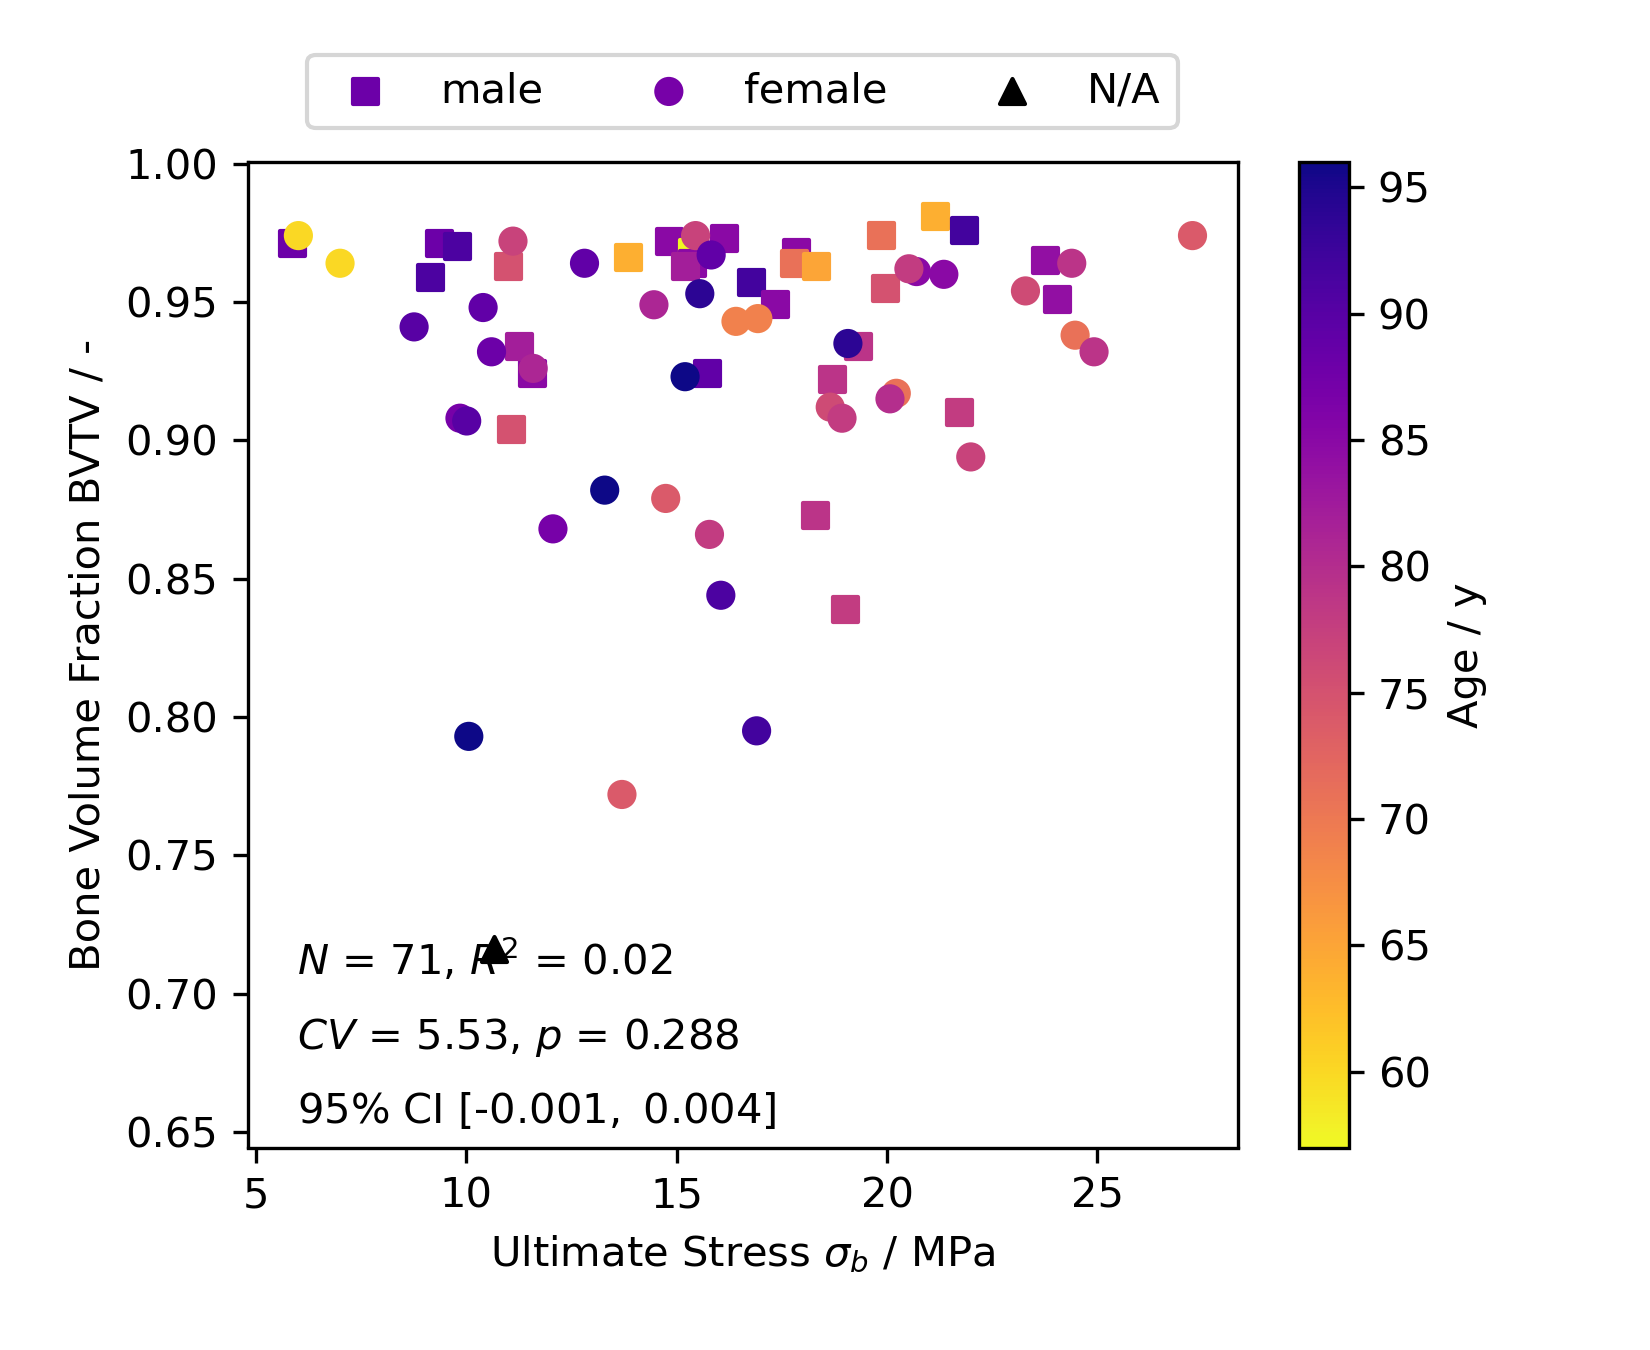 male female N/A
1.00
0.95
0.90
0.85
0.80
0.75
0.70
0.65
Bone Volume Fraction BVTV / -
N = 71, R² = 0.02
CV = 5.53, p = 0.288
95% CI [-0.001, 0.004]
5 10 15 20 25
Ultimate Stress σ_b / MPa
95
90
85
80
75
70
65
60
Age / y